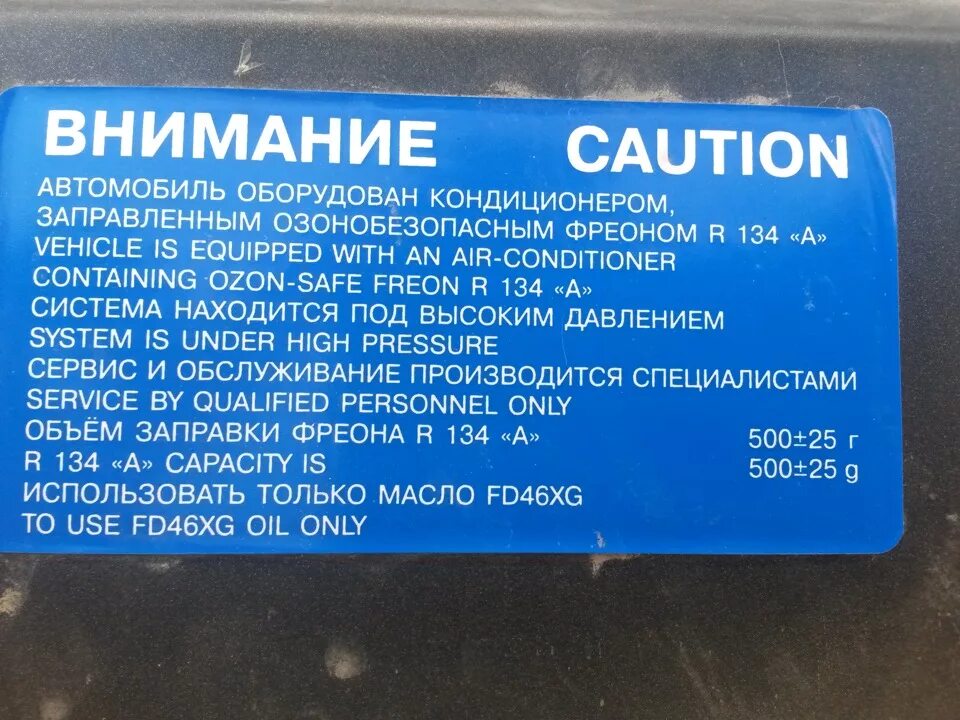 ВНИМАНИЕ CAUTION
АВТОМОБИЛЬ ОБОРУДОВАН КОНДИЦИОНЕРОМ,
ЗАПРАВЛЕННЫМ ОЗОНОБЕЗОПАСНЫМ ФРЕОНОМ R 134 «А»
VEHICLE IS EQUIPPED WITH AN AIR-CONDITIONER
CONTAINING OZON-SAFE FREON R 134 «A»
СИСТЕМА НАХОДИТСЯ ПОД ВЫСОКИМ ДАВЛЕНИЕМ
SYSTEM IS UNDER HIGH PRESSURE
СЕРВИС И ОБСЛУЖИВАНИЕ ПРОИЗВОДИТСЯ СПЕЦИАЛИСТАМИ
SERVICE BY QUALIFIED PERSONNEL ONLY
ОБЪЁМ ЗАПРАВКИ ФРЕОНА R 134 «А» 500±25 г
R 134 «A» CAPACITY IS 500±25 g
ИСПОЛЬЗОВАТЬ ТОЛЬКО МАСЛО FD46XG
TO USE FD46XG OIL ONLY